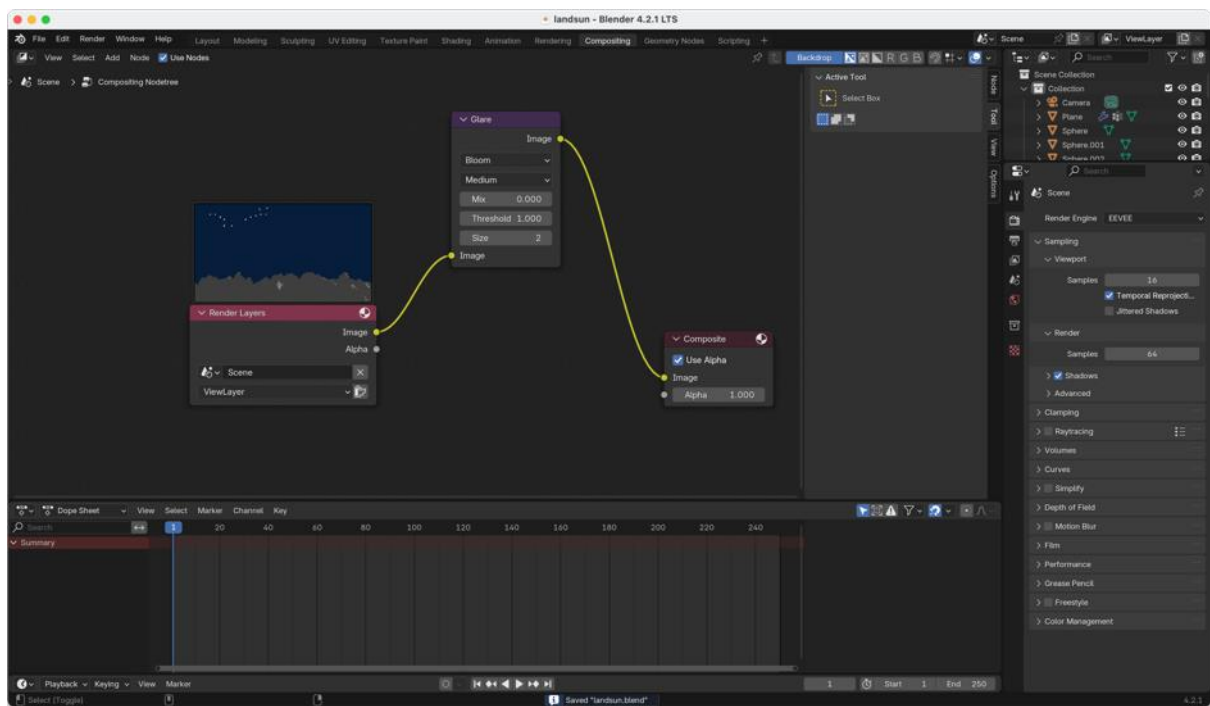 landsun - Blender 4.2.1 LTS
File Edit Render Window Help Layout Modeling Sculpting UV Editing Texture Paint Shading Animation Rendering Compositing Geometry Nodes Scripting + Scene ViewLayer
View Select Add Node Use Nodes Backdrop R G B Search
Scene > Compositing Nodetree
Active Tool
Select Box
Node
Tool
View
Options
Scene Collection
Collection
Camera
Plane
Sphere
Sphere.001
Sphere.002
Search
Scene
Render Engine EEVEE
Sampling
Viewport
Samples 16
Temporal Reprojecti...
Jittered Shadows
Render
Samples 64
Shadows
Advanced
Clamping
Raytracing
Volumes
Curves
Simplify
Depth of Field
Motion Blur
Film
Performance
Grease Pencil
Freestyle
Color Management
Glare
Image
Bloom
Medium
Mix 0.000
Threshold 1.000
Size 2
Image
Render Layers
Image
Alpha
Scene
ViewLayer
Composite
Use Alpha
Image
Alpha 1.000
Dope Sheet View Select Marker Channel Key
Search 1 20 40 60 80 100 120 140 160 180 200 220 240
Summary
Playback Keying View Marker 1 Start 1 End 250
Select (Toggle) Saved "landsun.blend" 4.2.1